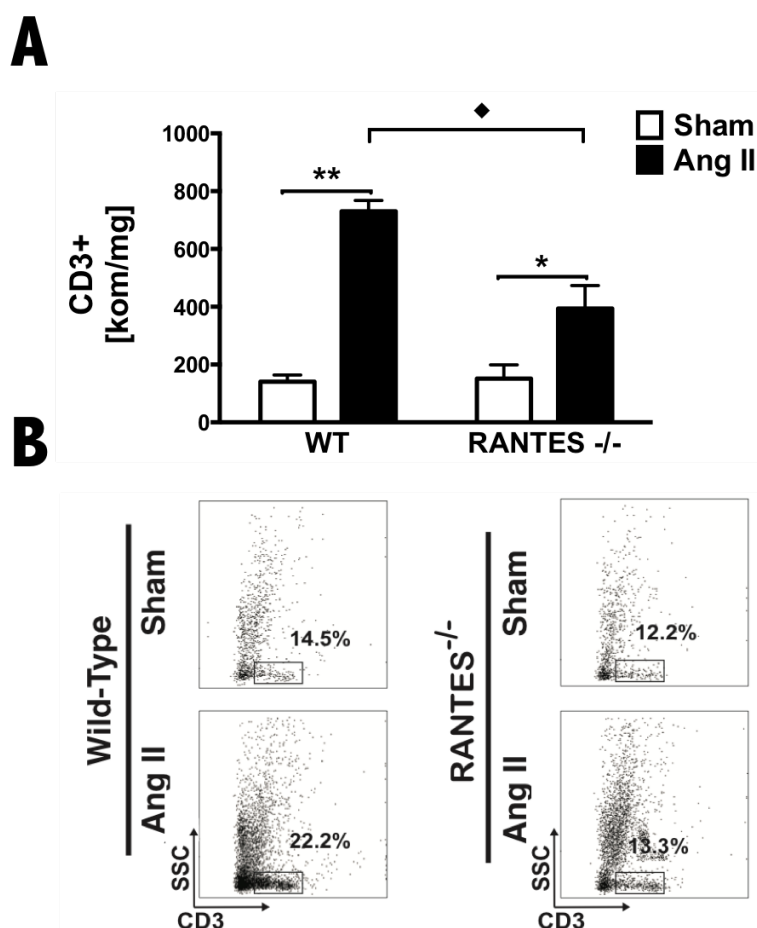 A
Sham
Ang II
1000
800
600
400
200
0
CD3+
[kom/mg]
**
*
◆
WT
RANTES -/-
B
Wild-Type
Sham
14.5%
Ang II
22.2%
SSC
CD3
RANTES-/-
Sham
12.2%
Ang II
13.3%
SSC
CD3